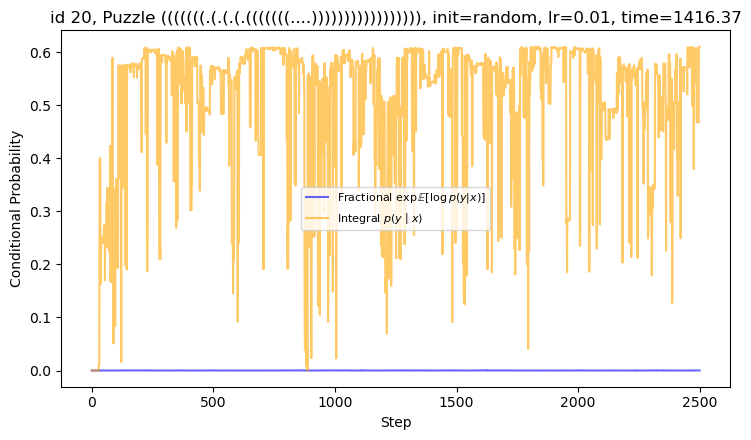 id 20, Puzzle (((((((.(.(.(.(((((((....))))))))))))))))), init=random, lr=0.01, time=1416.37
0.6
0.5
0.4
0.3
0.2
0.1
0.0
Conditional Probability
Fractional exp𝔼[log p(y|x)]
Integral p(y | x)
0 500 1000 1500 2000 2500
Step